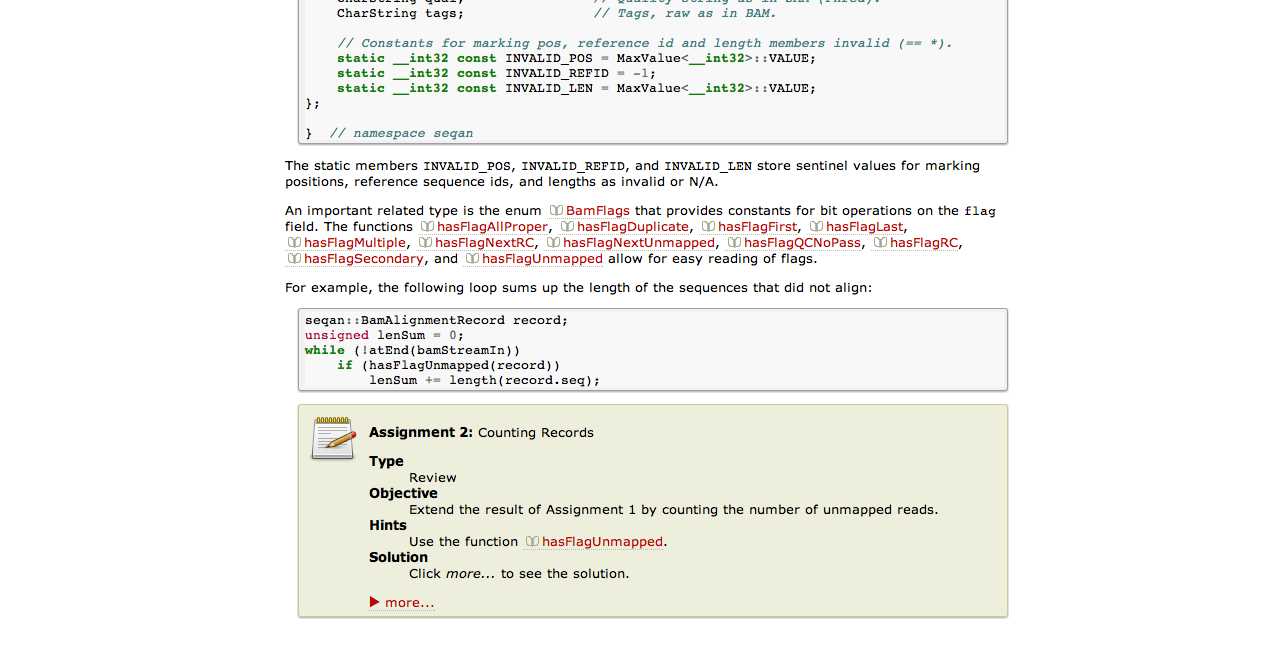 CharString tags;                // Tags, raw as in BAM.
// Constants for marking pos, reference id and length members invalid (== *).
static __int32 const INVALID_POS = MaxValue<__int32>::VALUE;
static __int32 const INVALID_REFID = -1;
static __int32 const INVALID_LEN = MaxValue<__int32>::VALUE;
};
}  // namespace seqan
The static members INVALID_POS, INVALID_REFID, and INVALID_LEN store sentinel values for marking
positions, reference sequence ids, and lengths as invalid or N/A.
An important related type is the enum BamFlags that provides constants for bit operations on the flag
field. The functions hasFlagAllProper, hasFlagDuplicate, hasFlagFirst, hasFlagLast,
hasFlagMultiple, hasFlagNextRC, hasFlagNextUnmapped, hasFlagQCNoPass, hasFlagRC,
hasFlagSecondary, and hasFlagUnmapped allow for easy reading of flags.
For example, the following loop sums up the length of the sequences that did not align:
seqan::BamAlignmentRecord record;
unsigned lenSum = 0;
while (!atEnd(bamStreamIn))
if (hasFlagUnmapped(record))
lenSum += length(record.seq);
Assignment 2: Counting Records
Type
Review
Objective
Extend the result of Assignment 1 by counting the number of unmapped reads.
Hints
Use the function hasFlagUnmapped.
Solution
Click more... to see the solution.
more...